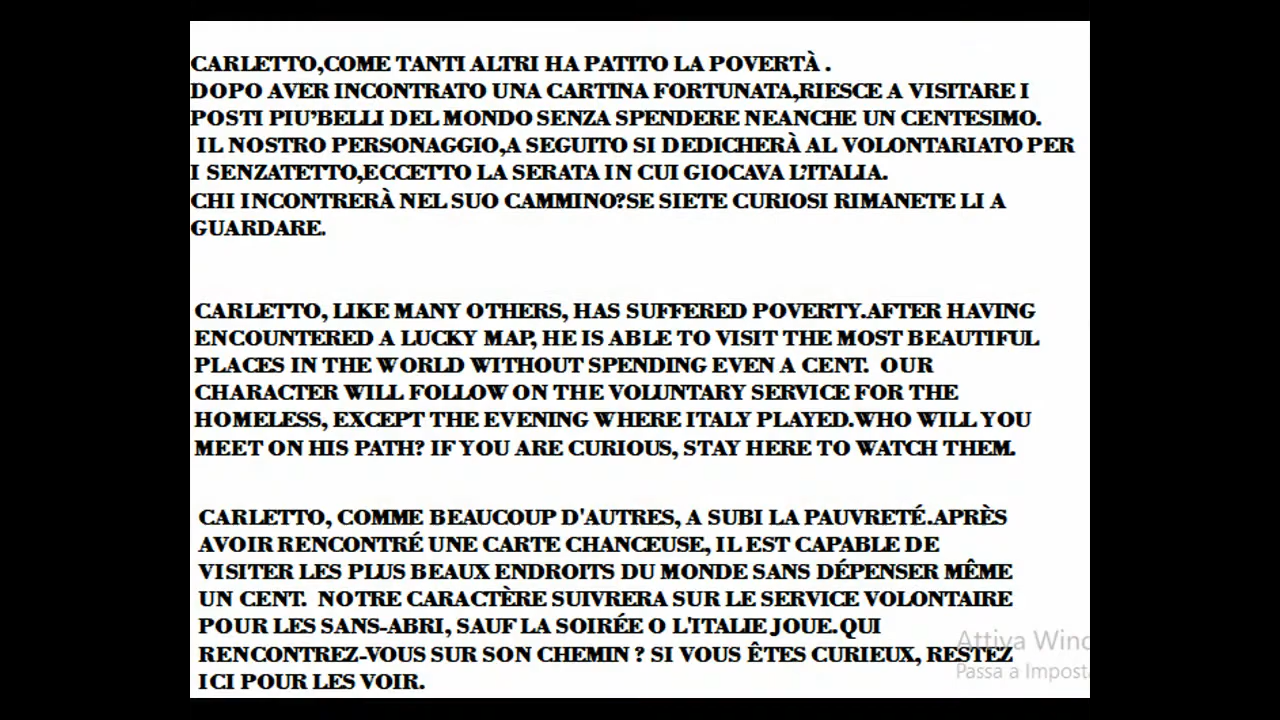 CARLETTO,COME TANTI ALTRI HA PATITO LA POVERTÀ .
DOPO AVER INCONTRATO UNA CARTINA FORTUNATA,RIESCE A VISITARE I
POSTI PIU'BELLI DEL MONDO SENZA SPENDERE NEANCHE UN CENTESIMO.
IL NOSTRO PERSONAGGIO,A SEGUITO SI DEDICHERÀ AL VOLONTARIATO PER
I SENZATETTO,ECCETTO LA SERATA IN CUI GIOCAVA L'ITALIA.
CHI INCONTRERÀ NEL SUO CAMMINO?SE SIETE CURIOSI RIMANETE LI A
GUARDARE.
CARLETTO, LIKE MANY OTHERS, HAS SUFFERED POVERTY.AFTER HAVING
ENCOUNTERED A LUCKY MAP, HE IS ABLE TO VISIT THE MOST BEAUTIFUL
PLACES IN THE WORLD WITHOUT SPENDING EVEN A CENT.  OUR
CHARACTER WILL FOLLOW ON THE VOLUNTARY SERVICE FOR THE
HOMELESS, EXCEPT THE EVENING WHERE ITALY PLAYED.WHO WILL YOU
MEET ON HIS PATH? IF YOU ARE CURIOUS, STAY HERE TO WATCH THEM.
CARLETTO, COMME BEAUCOUP D'AUTRES, A SUBI LA PAUVRETÉ.APRÈS
AVOIR RENCONTRÉ UNE CARTE CHANCEUSE, IL EST CAPABLE DE
VISITER LES PLUS BEAUX ENDROITS DU MONDE SANS DÉPENSER MÊME
UN CENT.  NOTRE CARACTÈRE SUIVRERA SUR LE SERVICE VOLONTAIRE
POUR LES SANS-ABRI, SAUF LA SOIRÉE O L'ITALIE JOUE.QUI
RENCONTREZ-VOUS SUR SON CHEMIN ? SI VOUS ÊTES CURIEUX, RESTEZ
ICI POUR LES VOIR.
Attiva Winc
Passa a Impost